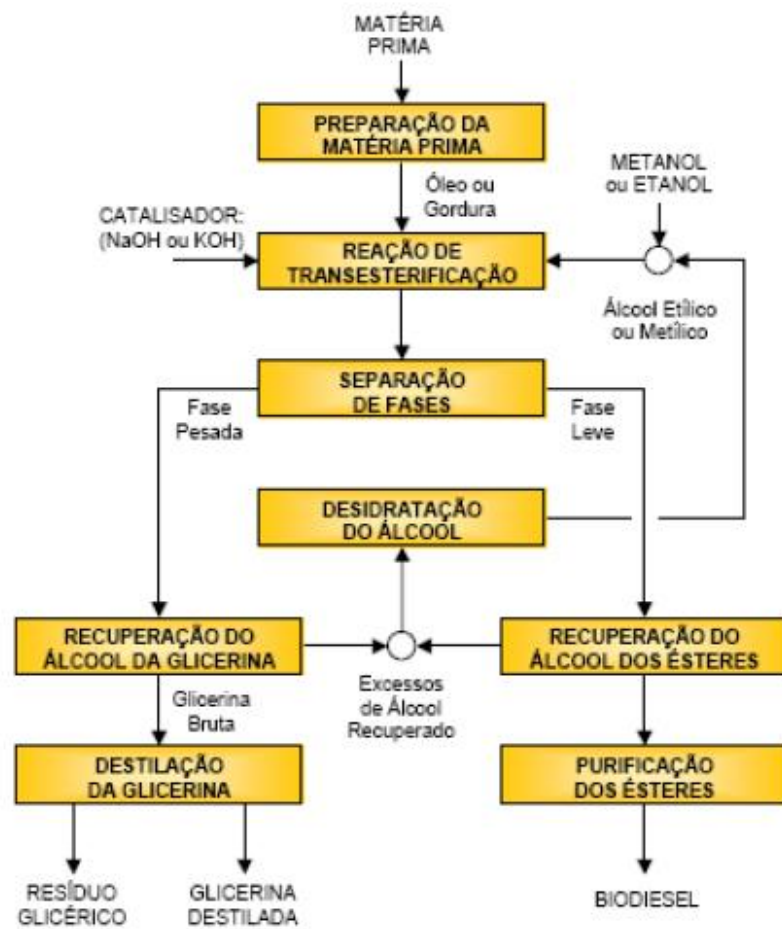 MATÉRIA
PRIMA
PREPARAÇÃO DA
MATÉRIA PRIMA
Óleo ou
Gordura
METANOL
ou ETANOL
CATALISADOR:
(NaOH ou KOH)
REAÇÃO DE
TRANSESTERIFICAÇÃO
Álcool Etílico
ou Metílico
SEPARAÇÃO
DE FASES
Fase
Pesada
Fase
Leve
DESIDRATAÇÃO
DO ÁLCOOL
RECUPERAÇÃO DO
ÁLCOOL DA GLICERINA
RECUPERAÇÃO DO
ÁLCOOL DOS ÉSTERES
Glicerina
Bruta
Excessos
de Álcool
Recuperado
DESTILAÇÃO
DA GLICERINA
PURIFICAÇÃO
DOS ÉSTERES
RESÍDUO
GLICÉRICO
GLICERINA
DESTILADA
BIODIESEL